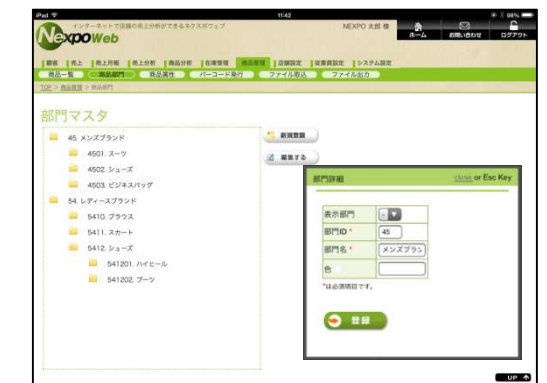 iPad
11:42
98%
インターネットで店舗の売上分析ができるネクスポウェブ
NexpoWeb
NEXPO 太郎 様
ホーム
お問い合わせ
ログアウト
顧客 売上 売上月報 売上分析 商品分析 在庫管理 商品管理 店舗設定 従業員設定 システム設定
商品一覧 商品部門 商品属性 バーコード発行 ファイル取込 ファイル出力
TOP > 商品管理 > 商品部門
部門マスタ
45. メンズブランド
4501. スーツ
4502. シューズ
4503. ビジネスバッグ
54. レディースブランド
5410. ブラウス
5411. スカート
5412. シューズ
541201. ハイヒール
541202. ブーツ
新規登録
編集する
部門詳細
close or Esc Key
表示部門 -
部門ID * 45
部門名 * メンズブラン
色
*は必須項目です。
登録
UP